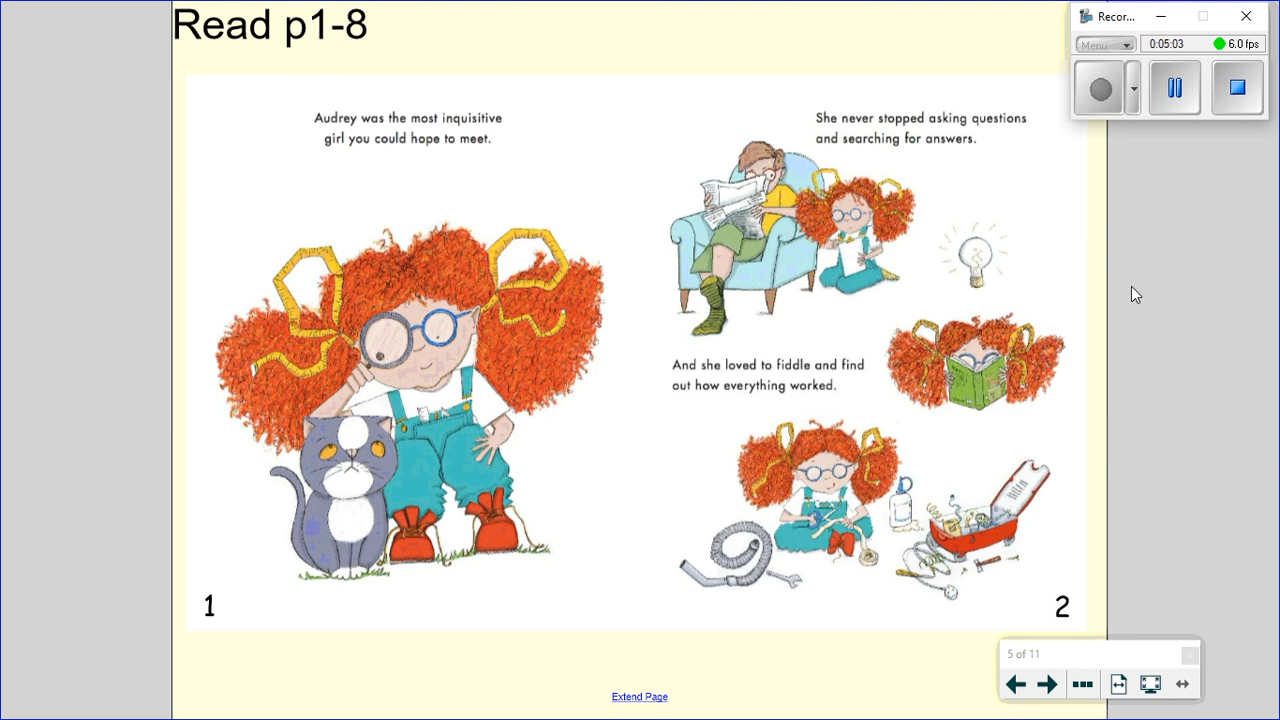 Read p1-8
Recor...
Menu
0:05:03
6.0 fps
Audrey was the most inquisitive
girl you could hope to meet.
She never stopped asking questions
and searching for answers.
And she loved to fiddle and find
out how everything worked.
1
2
5 of 11
Extend Page